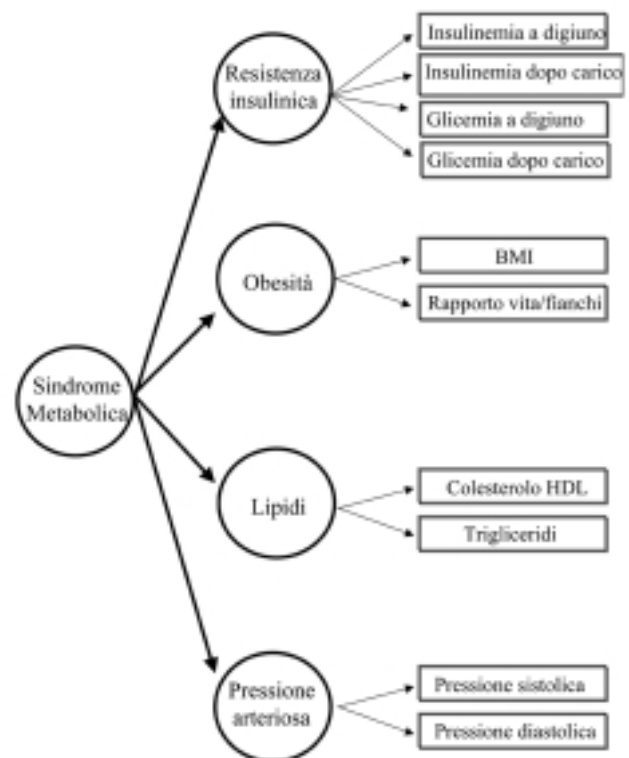 Insulinemia a digiuno
Resistenza
insulinica
Insulinemia dopo carico
Glicemia a digiuno
Glicemia dopo carico
Obesità
BMI
Rapporto vita/fianchi
Sindrome
Metabolica
Lipidi
Colesterolo HDL
Trigliceridi
Pressione
arteriosa
Pressione sistolica
Pressione diastolica